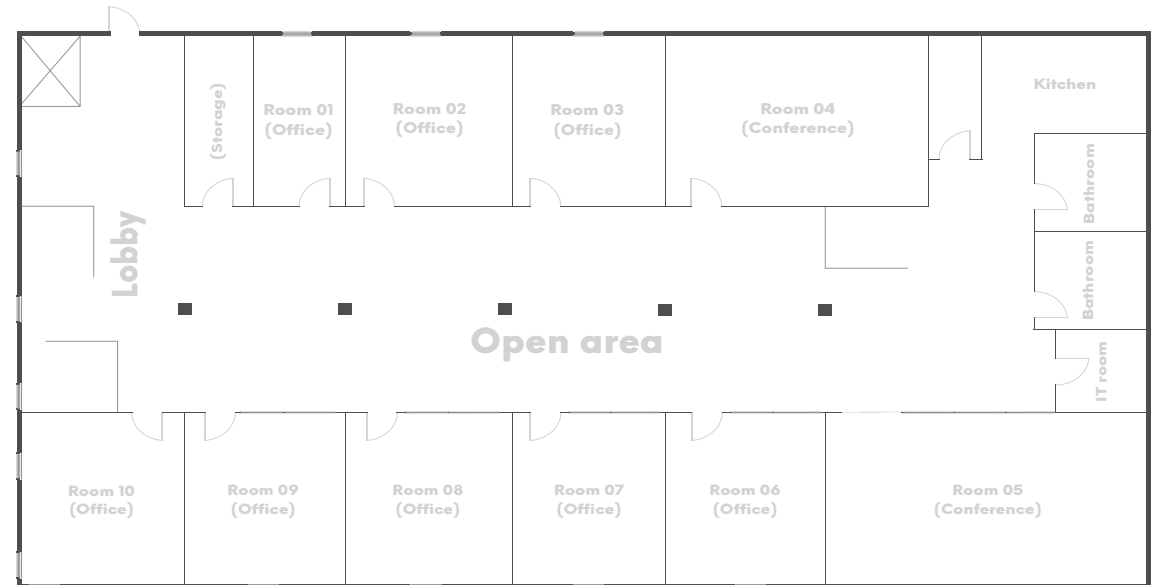 Kitchen
(Storage)
Room 01
(Office)
Room 02
(Office)
Room 03
(Office)
Room 04
(Conference)
Bathroom
Lobby
Bathroom
Open area
IT room
Room 10
(Office)
Room 09
(Office)
Room 08
(Office)
Room 07
(Office)
Room 06
(Office)
Room 05
(Conference)